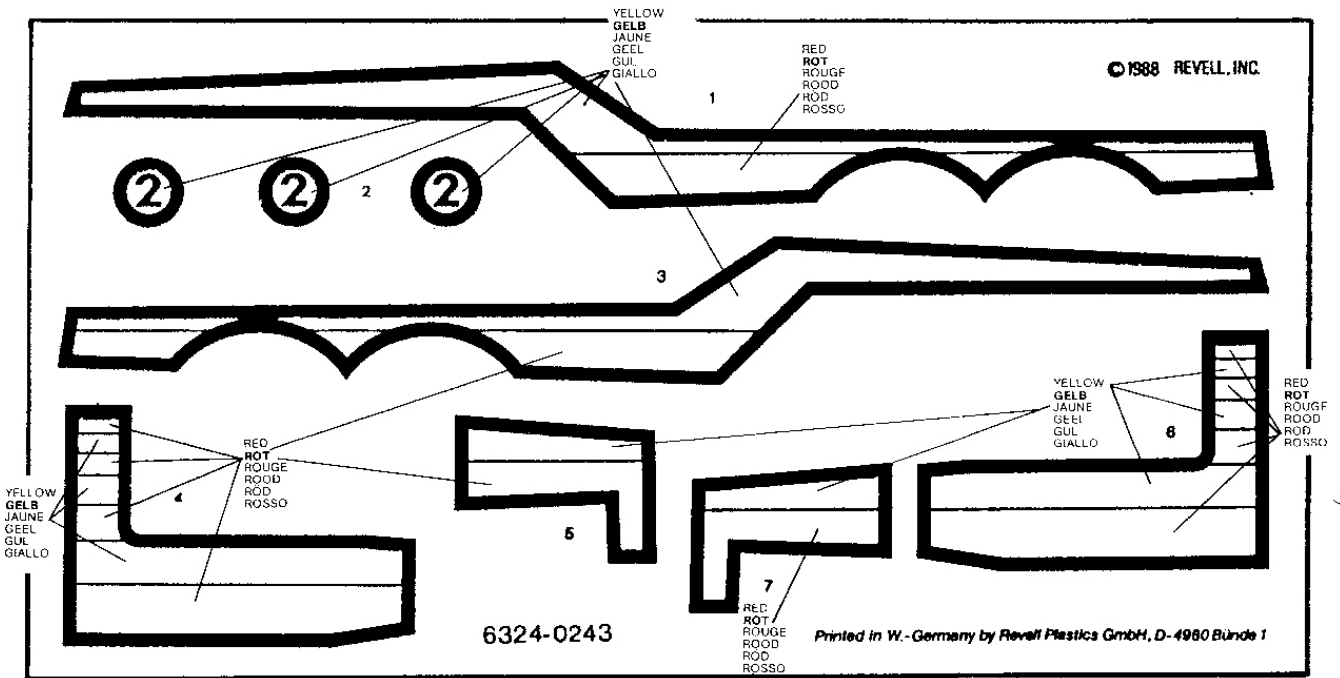 YELLOW
GELB
JAUNE
GEEL
GUL
GIALLO
RED
ROT
ROUGE
ROOD
RÖD
ROSSO
©1988 REVELL, INC.
1
2
2
2
2
3
YELLOW
GELB
JAUNE
GEEL
GUL
GIALLO
RED
ROT
ROUGE
ROOD
RÖD
ROSSO
4
5
YELLOW
GELB
JAUNE
GEEL
GUL
GIALLO
6
RED
ROT
ROUGE
ROOD
RÖD
ROSSO
7
RED
ROT
ROUGE
ROOD
RÖD
ROSSO
6324-0243
Printed in W.-Germany by Revell Plastics GmbH, D-4980 Bünde 1